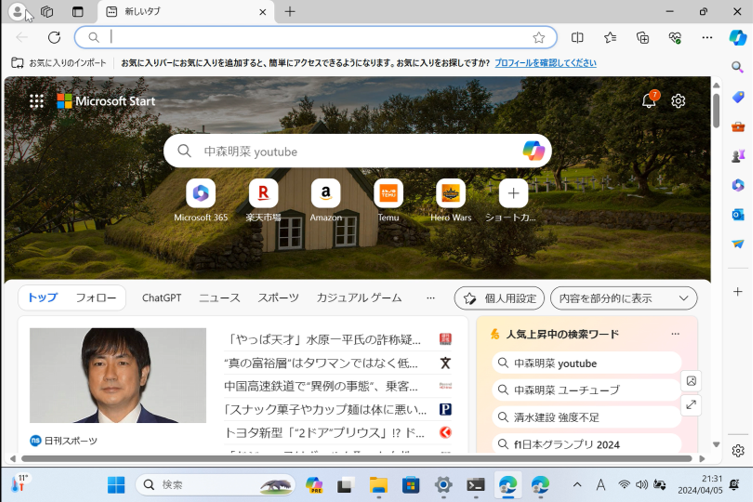 新しいタブ
お気に入りのインポート
お気に入りバーにお気に入りを追加すると、簡単にアクセスできるようになります。お気に入りをお探しですか? プロフィールを確認してください
Microsoft Start
7
中森明菜 youtube
Microsoft 365
楽天市場
Amazon
Temu
Hero Wars
ショートカ...
トップ
フォロー
ChatGPT
ニュース
スポーツ
カジュアル ゲーム
個人用設定
内容を部分的に表示
日刊スポーツ
「やっぱ天才」水原一平氏の詐称疑...
“真の富裕層”はタワマンではなく低...
中国高速鉄道で“異例の事態”、乗客...
「スナック菓子やカップ麺は体に悪い...
トヨタ新型「“2ドア”プリウス」!? ド...
人気上昇中の検索ワード
中森明菜 youtube
中森明菜 ユーチューブ
清水建設 強度不足
f1日本グランプリ 2024
11°
検索
PRE
A
21:31
2024/04/05